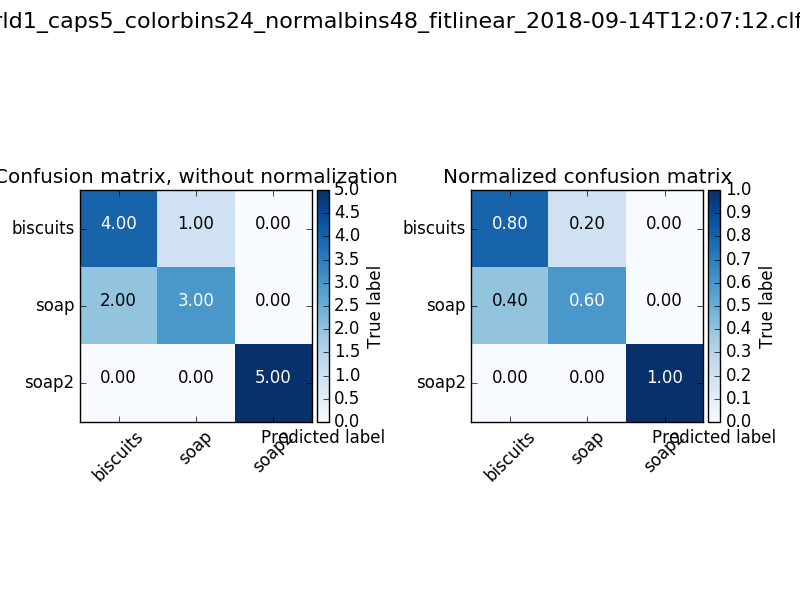 rld1_caps5_colorbins24_normalbins48_fitlinear_2018-09-14T12:07:12.clf
Confusion matrix, without normalization
biscuits 4.00 1.00 0.00
soap 2.00 3.00 0.00
soap2 0.00 0.00 5.00
biscuits soap soap2
5.0
4.5
4.0
3.5
3.0
2.5
2.0
1.5
1.0
0.5
0.0
True label
Predicted label
Normalized confusion matrix
biscuits 0.80 0.20 0.00
soap 0.40 0.60 0.00
soap2 0.00 0.00 1.00
biscuits soap soap2
1.0
0.9
0.8
0.7
0.6
0.5
0.4
0.3
0.2
0.1
0.0
True label
Predicted label